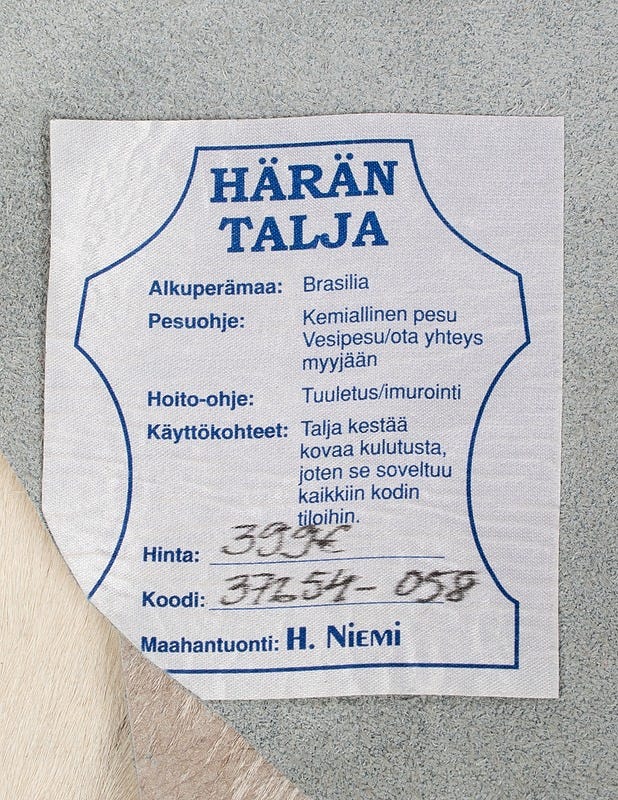 HÄRÄN
TALJA
Alkuperämaa: Brasilia
Pesuohje: Kemiallinen pesu
Vesipesu/ota yhteys
myyjään
Hoito-ohje: Tuuletus/imurointi
Käyttökohteet: Talja kestää
kovaa kulutusta,
joten se soveltuu
kaikkiin kodin
tiloihin.
Hinta: 399€
Koodi: 37254- 058
Maahantuonti: H. NIEMI